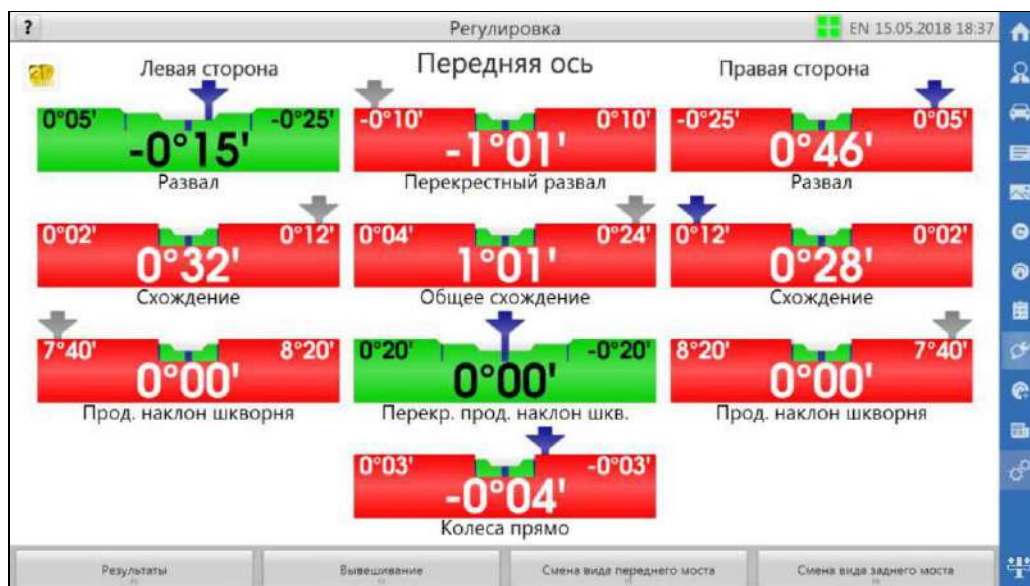 ? Регулировка EN 15.05.2018 18:37
Передняя ось
Левая сторона Правая сторона
0°05' -0°25' -0°10' 0°10' -0°25' 0°05'
-0°15' -1°01' 0°46'
Развал Перекрестный развал Развал
0°02' 0°12' 0°04' 0°24' 0°12' 0°02'
0°32' 1°01' 0°28'
Схождение Общее схождение Схождение
7°40' 8°20' 0°20' -0°20' 8°20' 7°40'
0°00' 0°00' 0°00'
Прод. наклон шкворня Перекр. прод. наклон шкв. Прод. наклон шкворня
0°03' -0°03'
-0°04'
Колеса прямо
Результаты Вывешивание Смена вида переднего моста Смена вида заднего моста